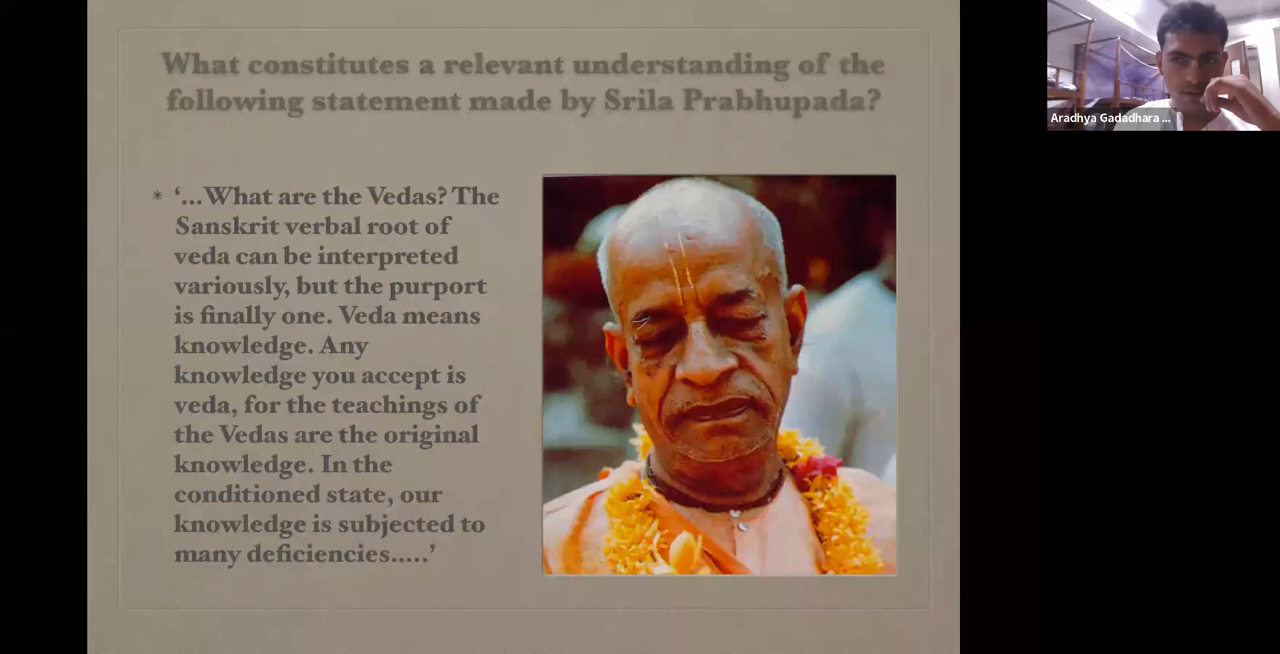 What constitutes a relevant understanding of the
following statement made by Srila Prabhupada?
* ‘...What are the Vedas? The
Sanskrit verbal root of
veda can be interpreted
variously, but the purport
is finally one. Veda means
knowledge. Any
knowledge you accept is
veda, for the teachings of
the Vedas are the original
knowledge. In the
conditioned state, our
knowledge is subjected to
many deficiencies.....’
Aradhya Gadadhara ...